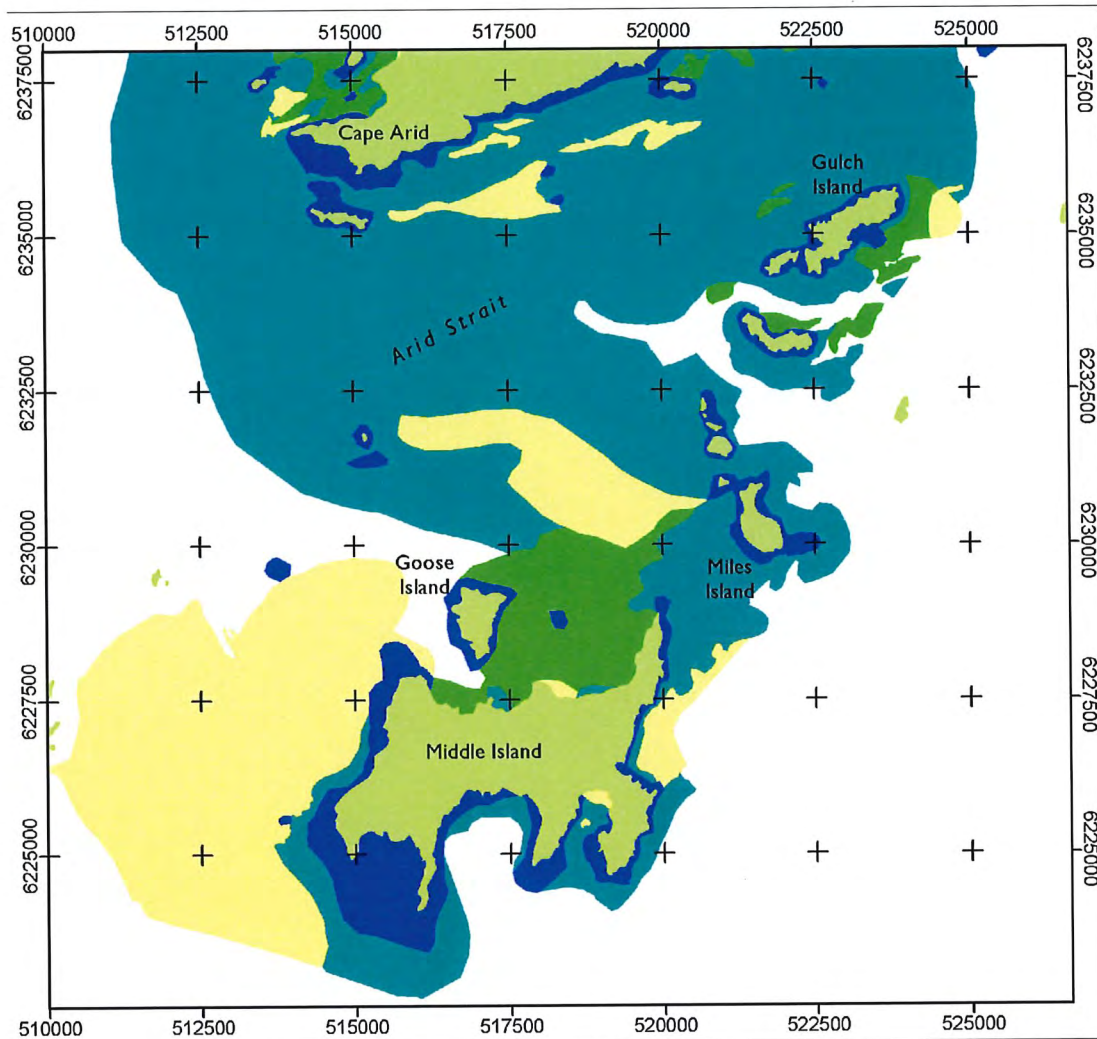 510000 512500 515000 517500 520000 522500 525000
6237500 6237500
Cape Arid
Gulch
Island
6235000 6235000
Arid Strait
6232500 6232500
6230000 6230000
Goose
Island
Miles
Island
6227500 6227500
Middle Island
6225000 6225000
510000 512500 515000 517500 520000 522500 525000